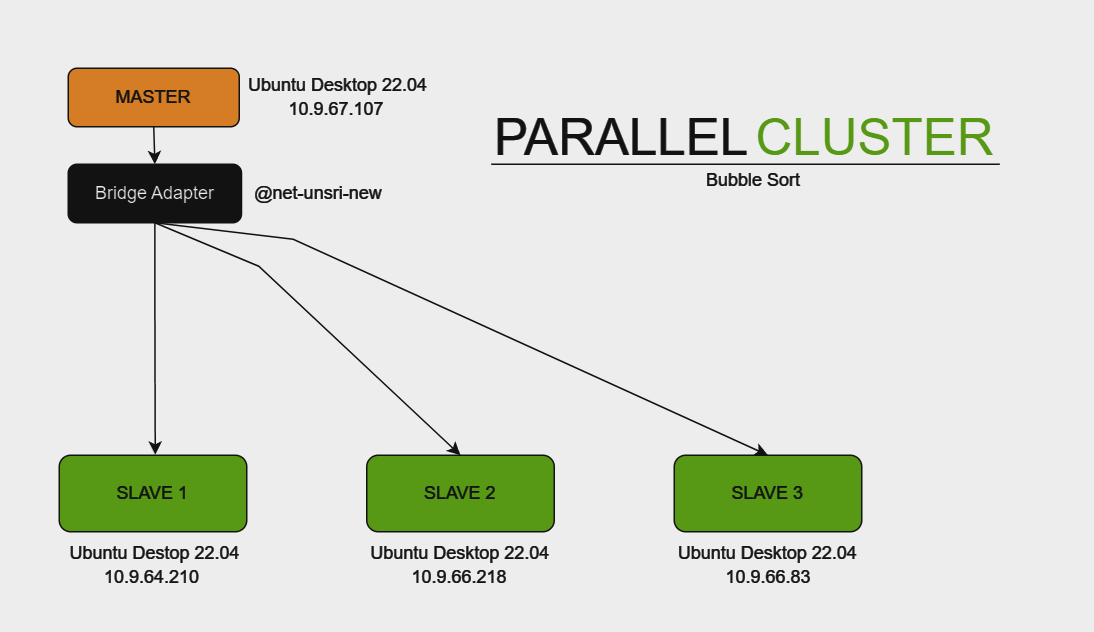 MASTER
Ubuntu Desktop 22.04
10.9.67.107
PARALLEL CLUSTER
Bubble Sort
Bridge Adapter
@net-unsri-new
SLAVE 1
Ubuntu Destop 22.04
10.9.64.210
SLAVE 2
Ubuntu Desktop 22.04
10.9.66.218
SLAVE 3
Ubuntu Desktop 22.04
10.9.66.83